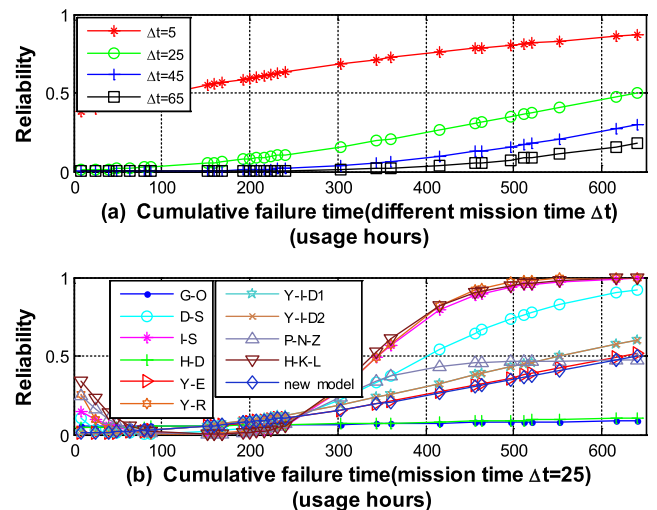 1
0.5
0
Reliability
Δt=5
Δt=25
Δt=45
Δt=65
0 100 200 300 400 500 600
(a) Cumulative failure time(different mission time Δt)
(usage hours)
1
0.5
0
Reliability
G-O
D-S
I-S
H-D
Y-E
Y-R
Y-I-D1
Y-I-D2
P-N-Z
H-K-L
new model
0 100 200 300 400 500 600
(b) Cumulative failure time(mission time Δt=25)
(usage hours)